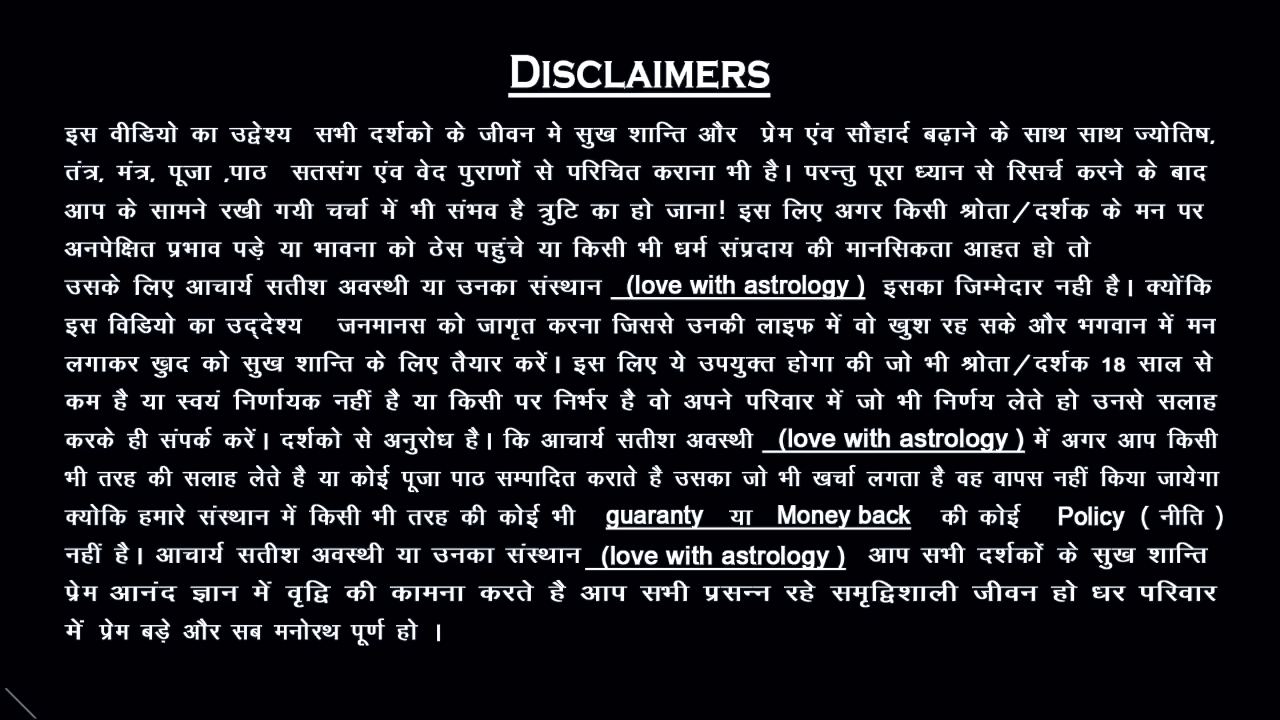 DISCLAIMERS
इस वीडियो का उद्वेश्य सभी दर्शको के जीवन मे सुख शान्ति और प्रेम एंव सौहार्द बढ़ाने के साथ साथ ज्योतिष,
तंत्र, मंत्र, पूजा ,पाठ सतसंग एंव वेद पुराणों से परिचित कराना भी है। परन्तु पूरा ध्यान से रिसर्च करने के बाद
आप के सामने रखी गयी चर्चा में भी संभव है त्रुटि का हो जाना! इस लिए अगर किसी श्रोता/दर्शक के मन पर
अनपेक्षित प्रभाव पड़े या भावना को ठेस पहुंचे या किसी भी धर्म संप्रदाय की मानसिकता आहत हो तो
उसके लिए आचार्य सतीश अवस्थी या उनका संस्थान (love with astrology ) इसका जिम्मेदार नही है। क्योंकि
इस विडियो का उद्देश्य जनमानस को जागृत करना जिससे उनकी लाइफ में वो खुश रह सके और भगवान में मन
लगाकर खुद को सुख शान्ति के लिए तैयार करें। इस लिए ये उपयुक्त होगा की जो भी श्रोता/दर्शक 18 साल से
कम है या स्वयं निर्णायक नहीं है या किसी पर निर्भर है वो अपने परिवार में जो भी निर्णय लेते हो उनसे सलाह
करके ही संपर्क करें। दर्शको से अनुरोध है। कि आचार्य सतीश अवस्थी (love with astrology ) में अगर आप किसी
भी तरह की सलाह लेते है या कोई पूजा पाठ सम्पादित कराते है उसका जो भी खर्चा लगता है वह वापस नहीं किया जायेगा
क्योकि हमारे संस्थान में किसी भी तरह की कोई भी guaranty या Money back की कोई Policy ( नीति )
नहीं है। आचार्य सतीश अवस्थी या उनका संस्थान (love with astrology ) आप सभी दर्शकों के सुख शान्ति
प्रेम आनंद ज्ञान में वृद्वि की कामना करते है आप सभी प्रसन्न रहे समृद्विशाली जीवन हो धर परिवार
में प्रेम बड़े और सब मनोरथ पूर्ण हो ।